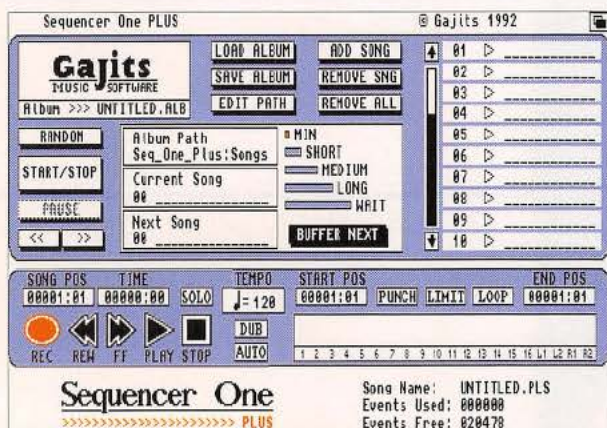 Sequencer One PLUS
© Gajits 1992
Gajits
MUSIC SOFTWARE
Album >>> UNTITLED.ALB
LOAD ALBUM
ADD SONG
SAVE ALBUM
REMOVE SNG
EDIT PATH
REMOVE ALL
RANDOM
START/STOP
PAUSE
<< >>
Album Path
Seq_One_Plus:Songs
Current Song
00
Next Song
00
MIN
SHORT
MEDIUM
LONG
WAIT
BUFFER NEXT
01
02
03
04
05
06
07
08
09
10
SONG POS TIME TEMPO START POS END POS
00001:01 00000:00 SOLO ♩= 120 00001:01 PUNCH LIMIT LOOP 00001:01
DUB
AUTO
REC REW FF PLAY STOP
1 2 3 4 5 6 7 8 9 10 11 12 13 14 15 16 L1 L2 R1 R2
Sequencer One
>>>>>>>>>>>>>>>>>>>>>>> PLUS
Song Name: UNTITLED.PLS
Events Used: 000000
Events Free: 020478